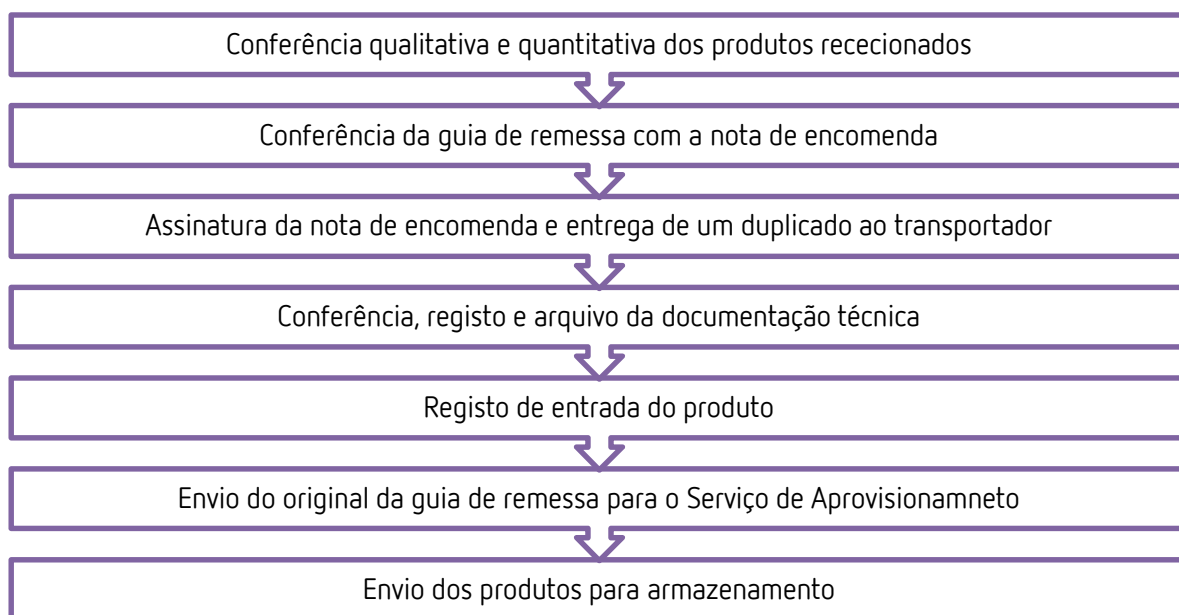 Conferência qualitativa e quantitativa dos produtos rececionados
Conferência da guia de remessa com a nota de encomenda
Assinatura da nota de encomenda e entrega de um duplicado ao transportador
Conferência, registo e arquivo da documentação técnica
Registo de entrada do produto
Envio do original da guia de remessa para o Serviço de Aprovisionamneto
Envio dos produtos para armazenamento